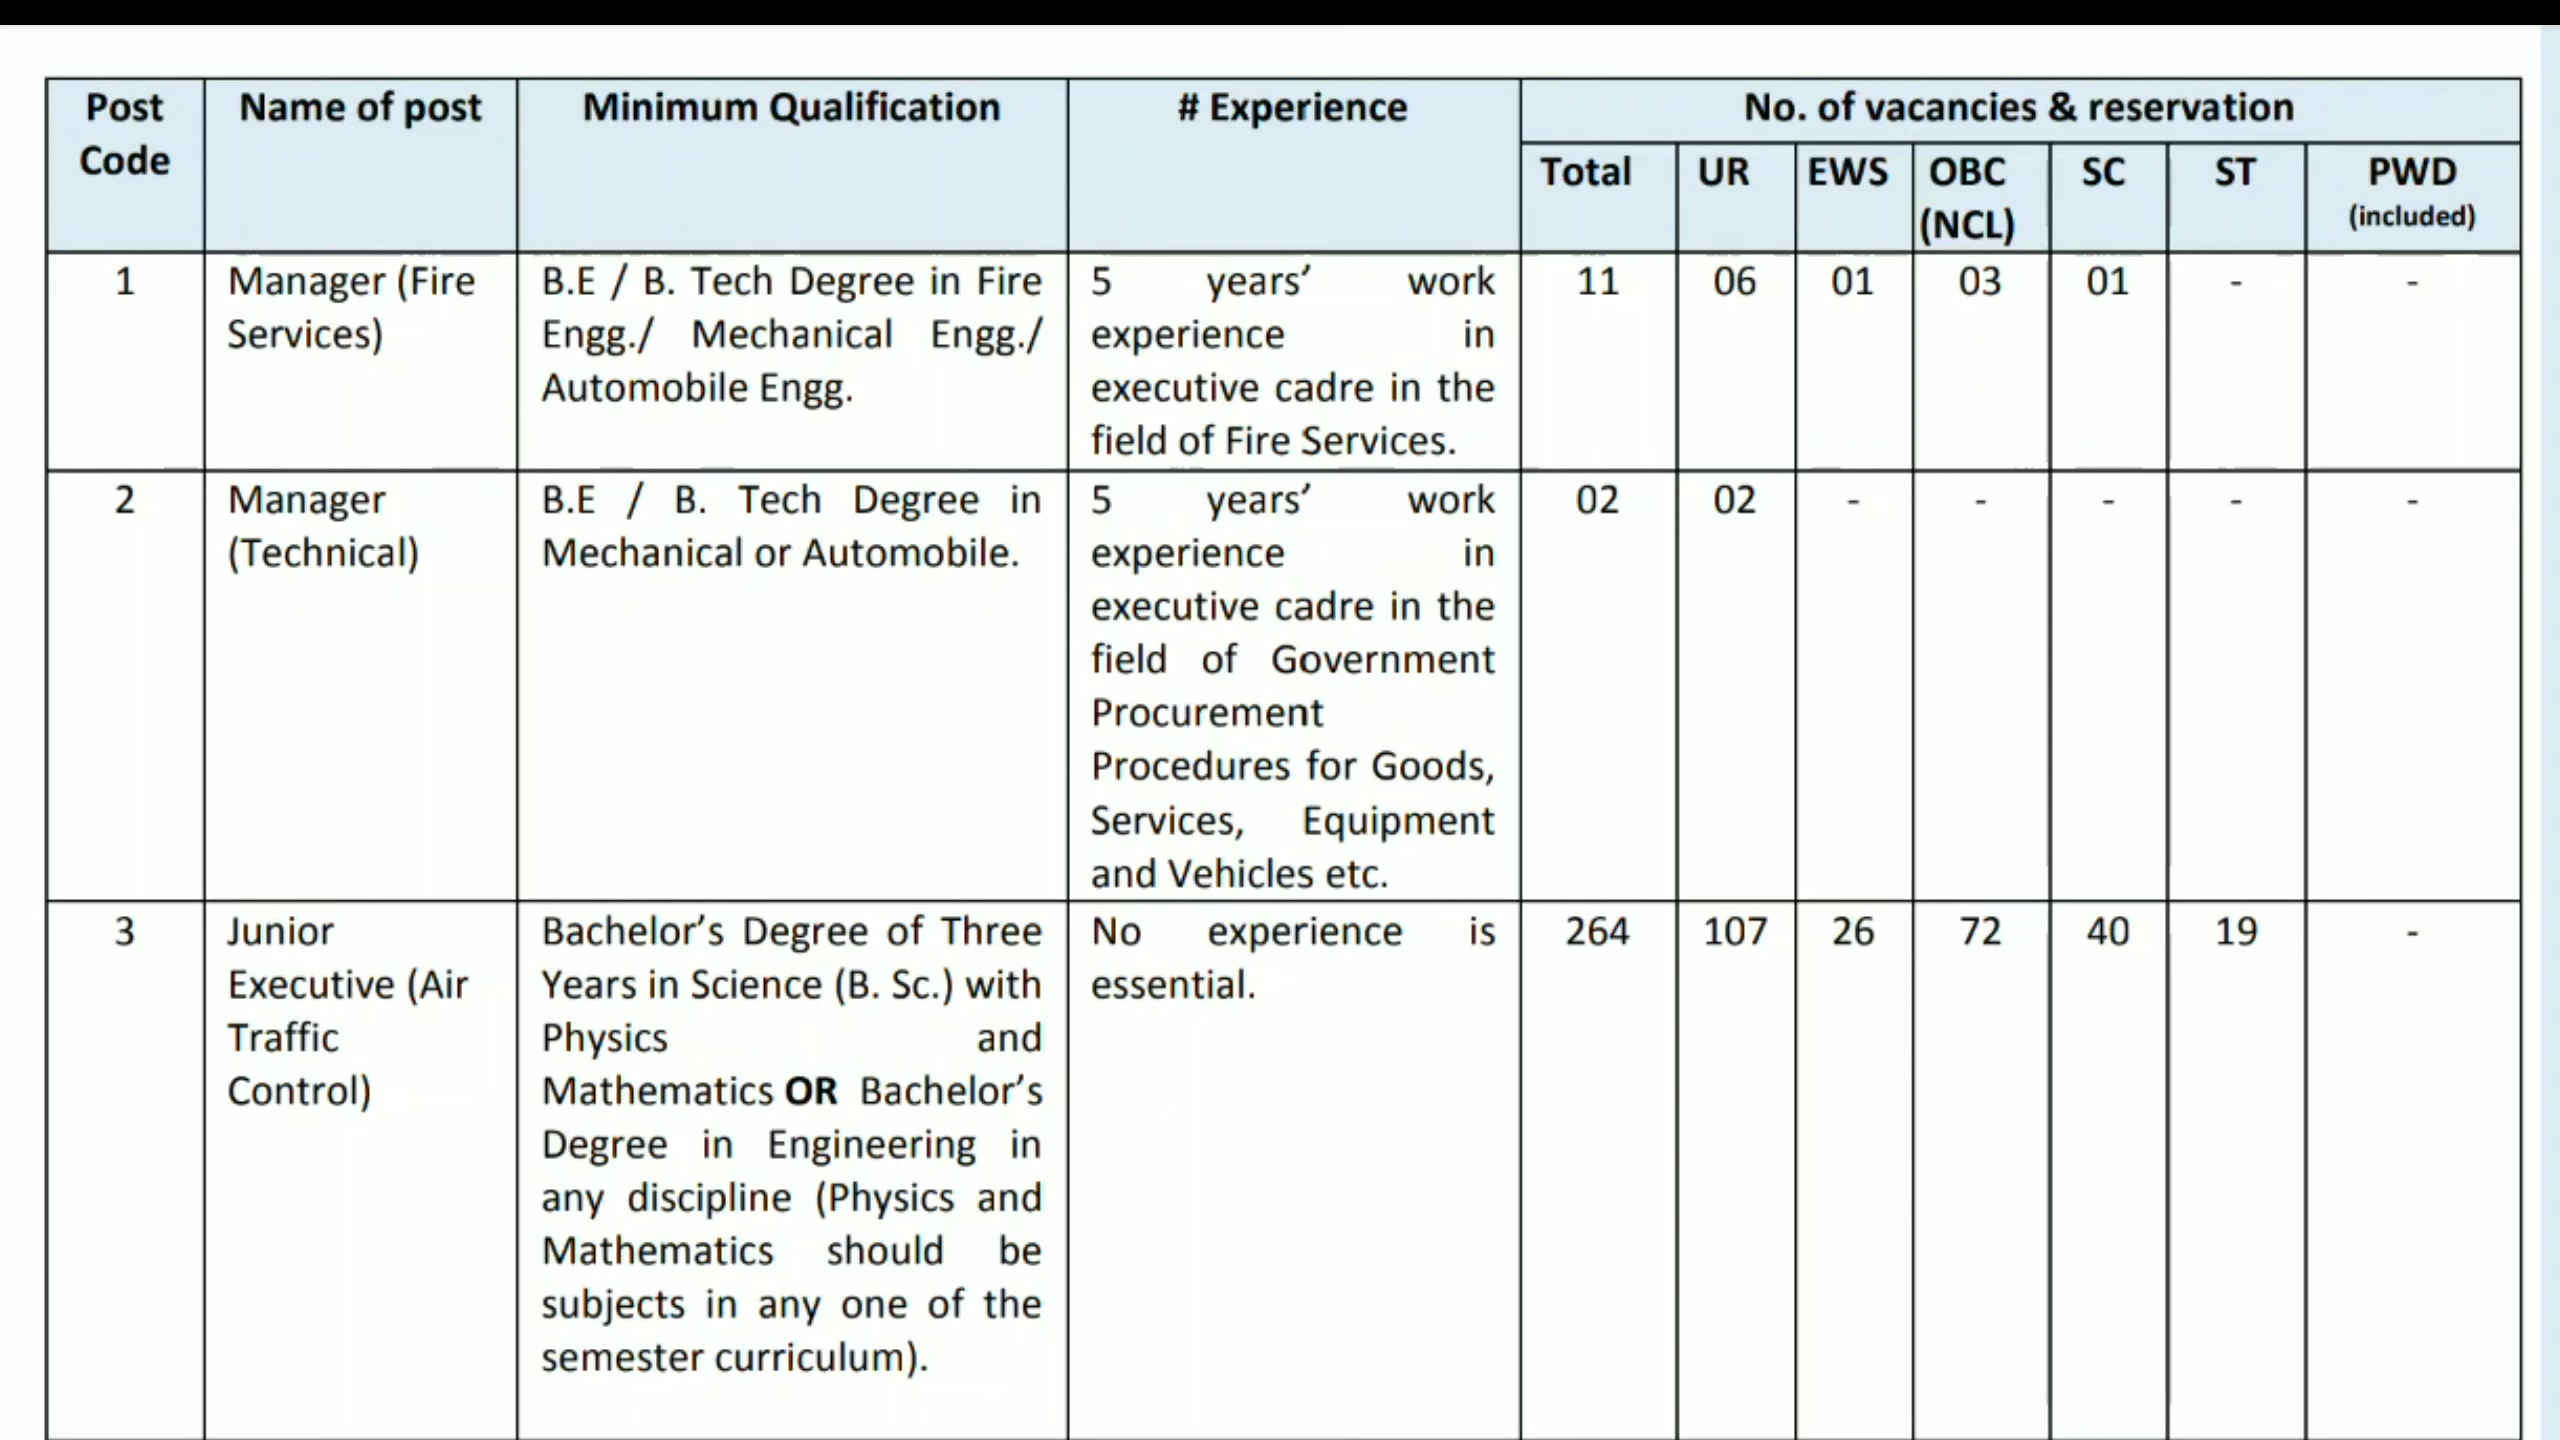 Post Code | Name of post | Minimum Qualification | # Experience | No. of vacancies & reservation
Total | UR | EWS | OBC (NCL) | SC | ST | PWD (included)
1
Manager (Fire
Services)
B.E / B. Tech Degree in Fire
Engg./ Mechanical Engg./
Automobile Engg.
5 years’ work
experience in
executive cadre in the
field of Fire Services.
11 | 06 | 01 | 03 | 01 | - | -
2
Manager
(Technical)
B.E / B. Tech Degree in
Mechanical or Automobile.
5 years’ work
experience in
executive cadre in the
field of Government
Procurement
Procedures for Goods,
Services, Equipment
and Vehicles etc.
02 | 02 | - | - | - | - | -
3
Junior
Executive (Air
Traffic
Control)
Bachelor’s Degree of Three
Years in Science (B. Sc.) with
Physics and
Mathematics OR Bachelor’s
Degree in Engineering in
any discipline (Physics and
Mathematics should be
subjects in any one of the
semester curriculum).
No experience is
essential.
264 | 107 | 26 | 72 | 40 | 19 | -